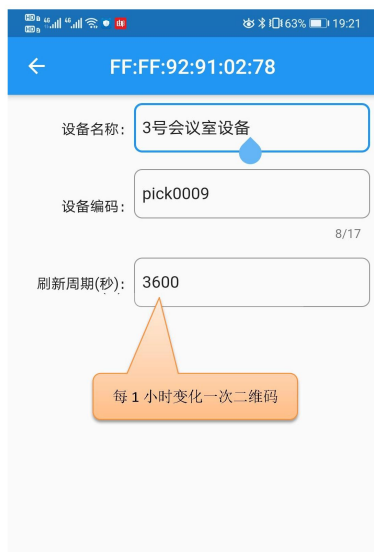 63% 19:21
FF:FF:92:91:02:78
设备名称: 3号会议室设备
设备编码: pick0009
8/17
刷新周期(秒): 3600
每 1 小时变化一次二维码